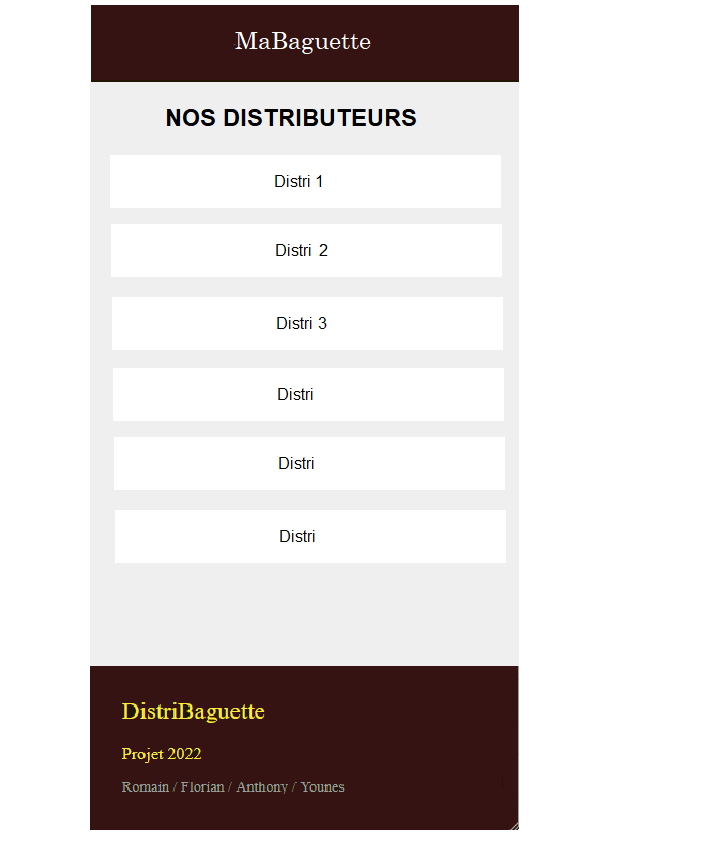 MaBaguette
NOS DISTRIBUTEURS
Distri 1
Distri 2
Distri 3
Distri
Distri
Distri
DistriBaguette
Projet 2022
Romain / Florian / Anthony / Younes